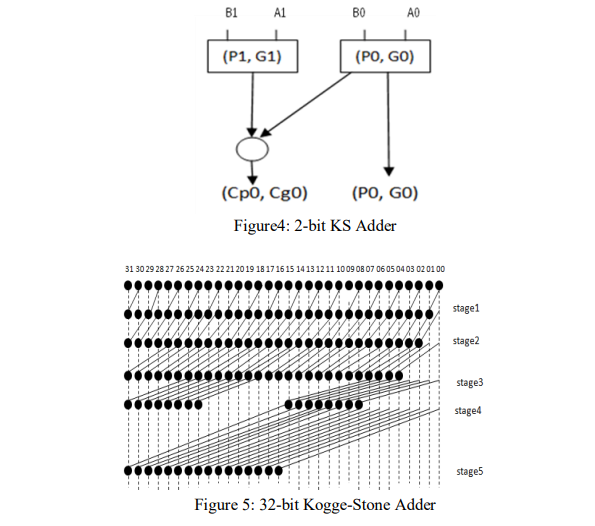 B1 A1 B0 A0
(P1, G1) (P0, G0)
(Cp0, Cg0) (P0, G0)
Figure4: 2-bit KS Adder
31 30 29 28 27 26 25 24 23 22 21 20 19 18 17 16 15 14 13 12 11 10 09 08 07 06 05 04 03 02 01 00
stage1
stage2
stage3
stage4
stage5
Figure 5: 32-bit Kogge-Stone Adder